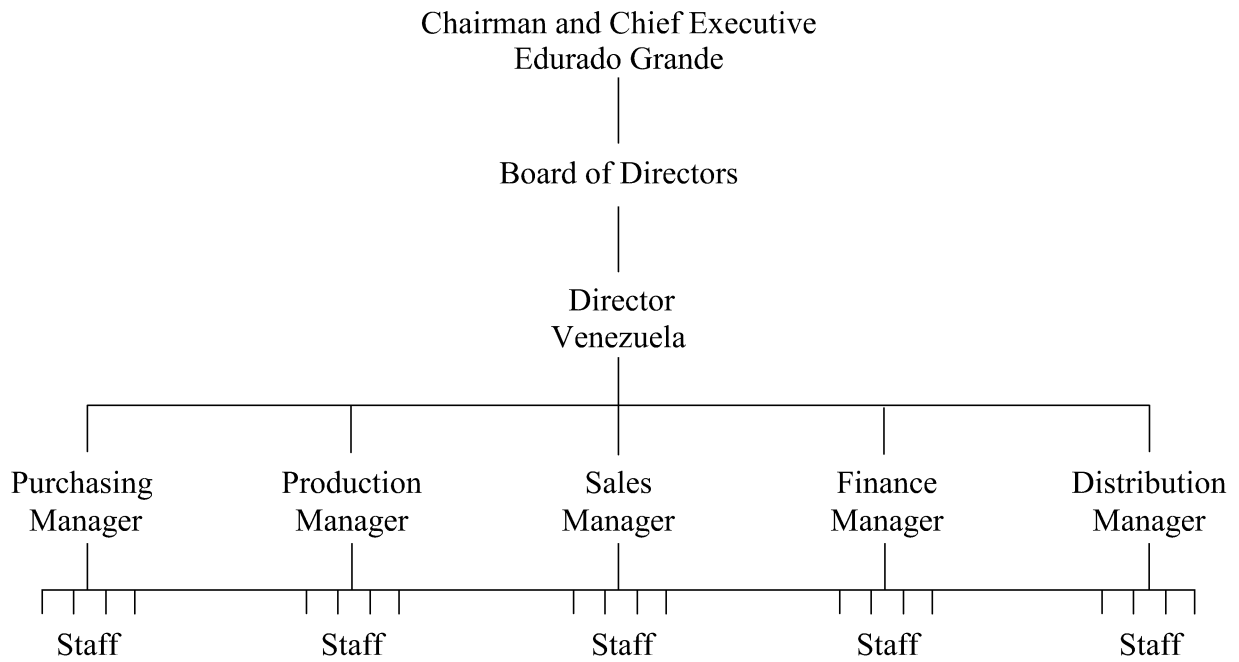 Chairman and Chief Executive
Edurado Grande
Board of Directors
Director
Venezuela
Purchasing
Manager
Production
Manager
Sales
Manager
Finance
Manager
Distribution
Manager
Staff
Staff
Staff
Staff
Staff